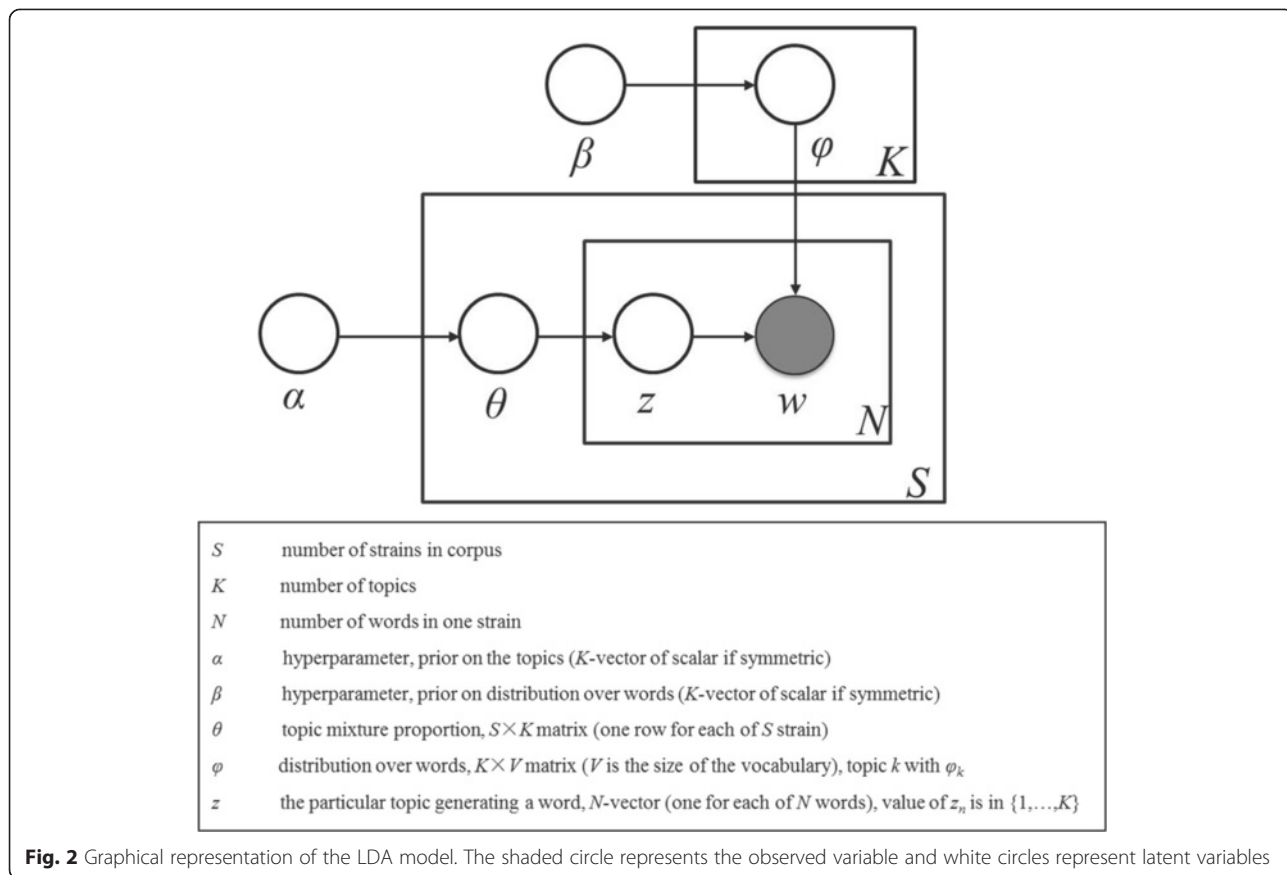 β
φ
K
α
θ
z
w
N
S
S number of strains in corpus
K number of topics
N number of words in one strain
α hyperparameter, prior on the topics (K-vector of scalar if symmetric)
β hyperparameter, prior on distribution over words (K-vector of scalar if symmetric)
θ topic mixture proportion, S×K matrix (one row for each of S strain)
φ distribution over words, K×V matrix (V is the size of the vocabulary), topic k with φₖ
z the particular topic generating a word, N-vector (one for each of N words), value of zₙ is in {1,…,K}
Fig. 2 Graphical representation of the LDA model. The shaded circle represents the observed variable and white circles represent latent variables